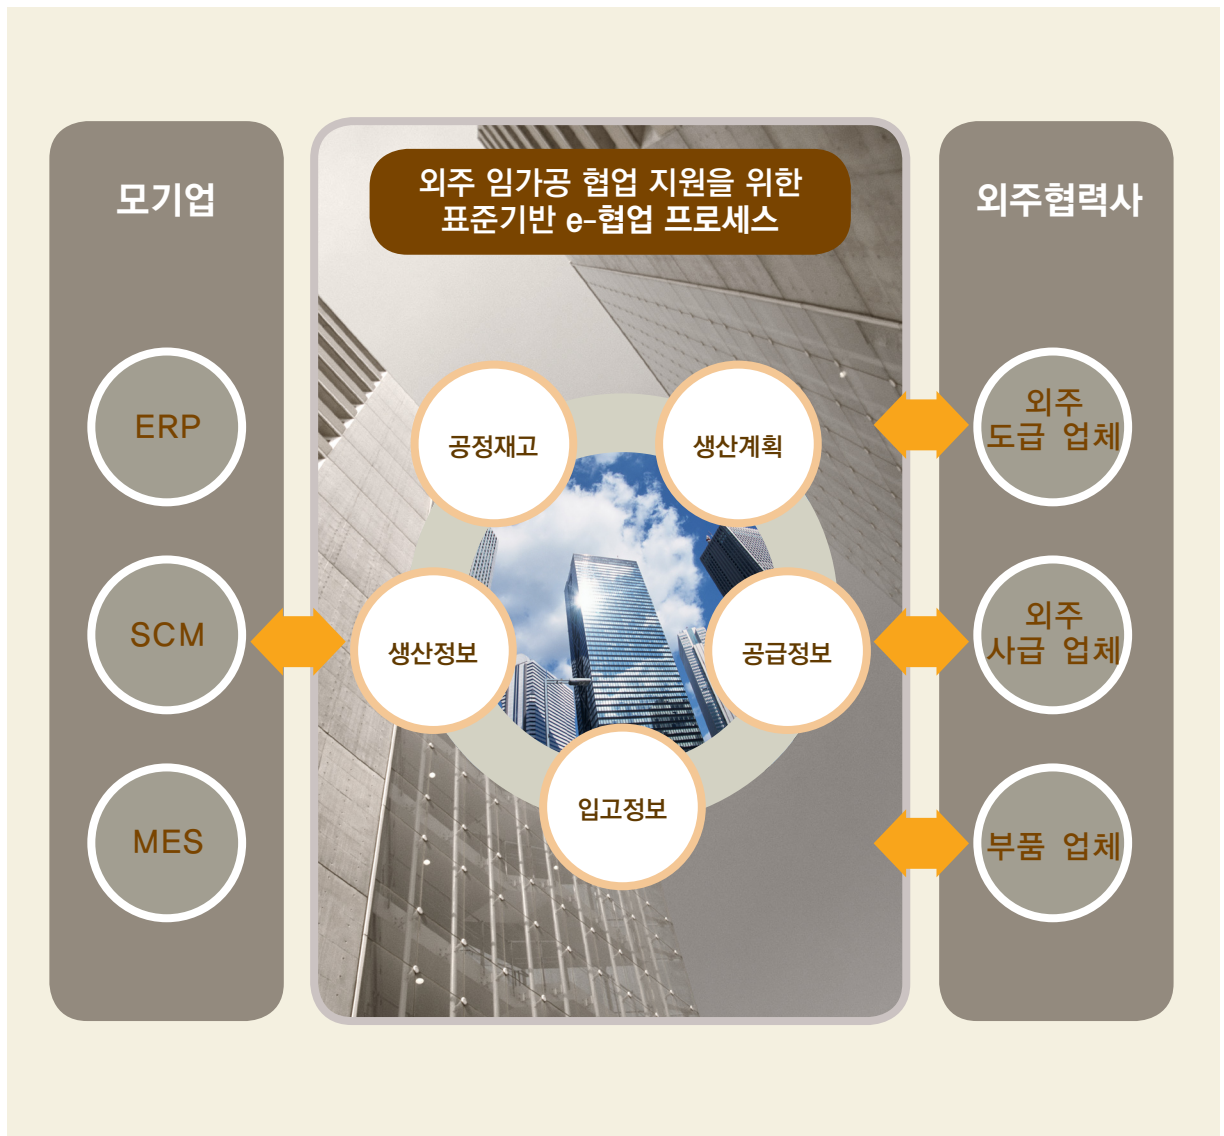 모기업
ERP
SCM
MES
외주 임가공 협업 지원을 위한
표준기반 e-협업 프로세스
공정재고
생산계획
생산정보
공급정보
입고정보
외주협력사
외주
도급 업체
외주
사급 업체
부품 업체